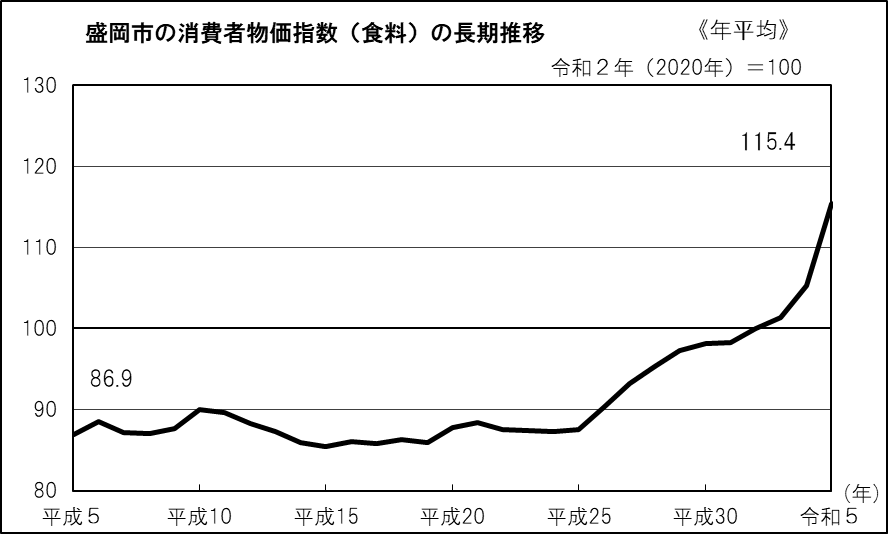 盛岡市の消費者物価指数（食料）の長期推移
《年平均》
令和２年（2020年）＝100
130
120
115.4
110
100
86.9
90
80
(年)
平成５
平成10
平成15
平成20
平成25
平成30
令和５